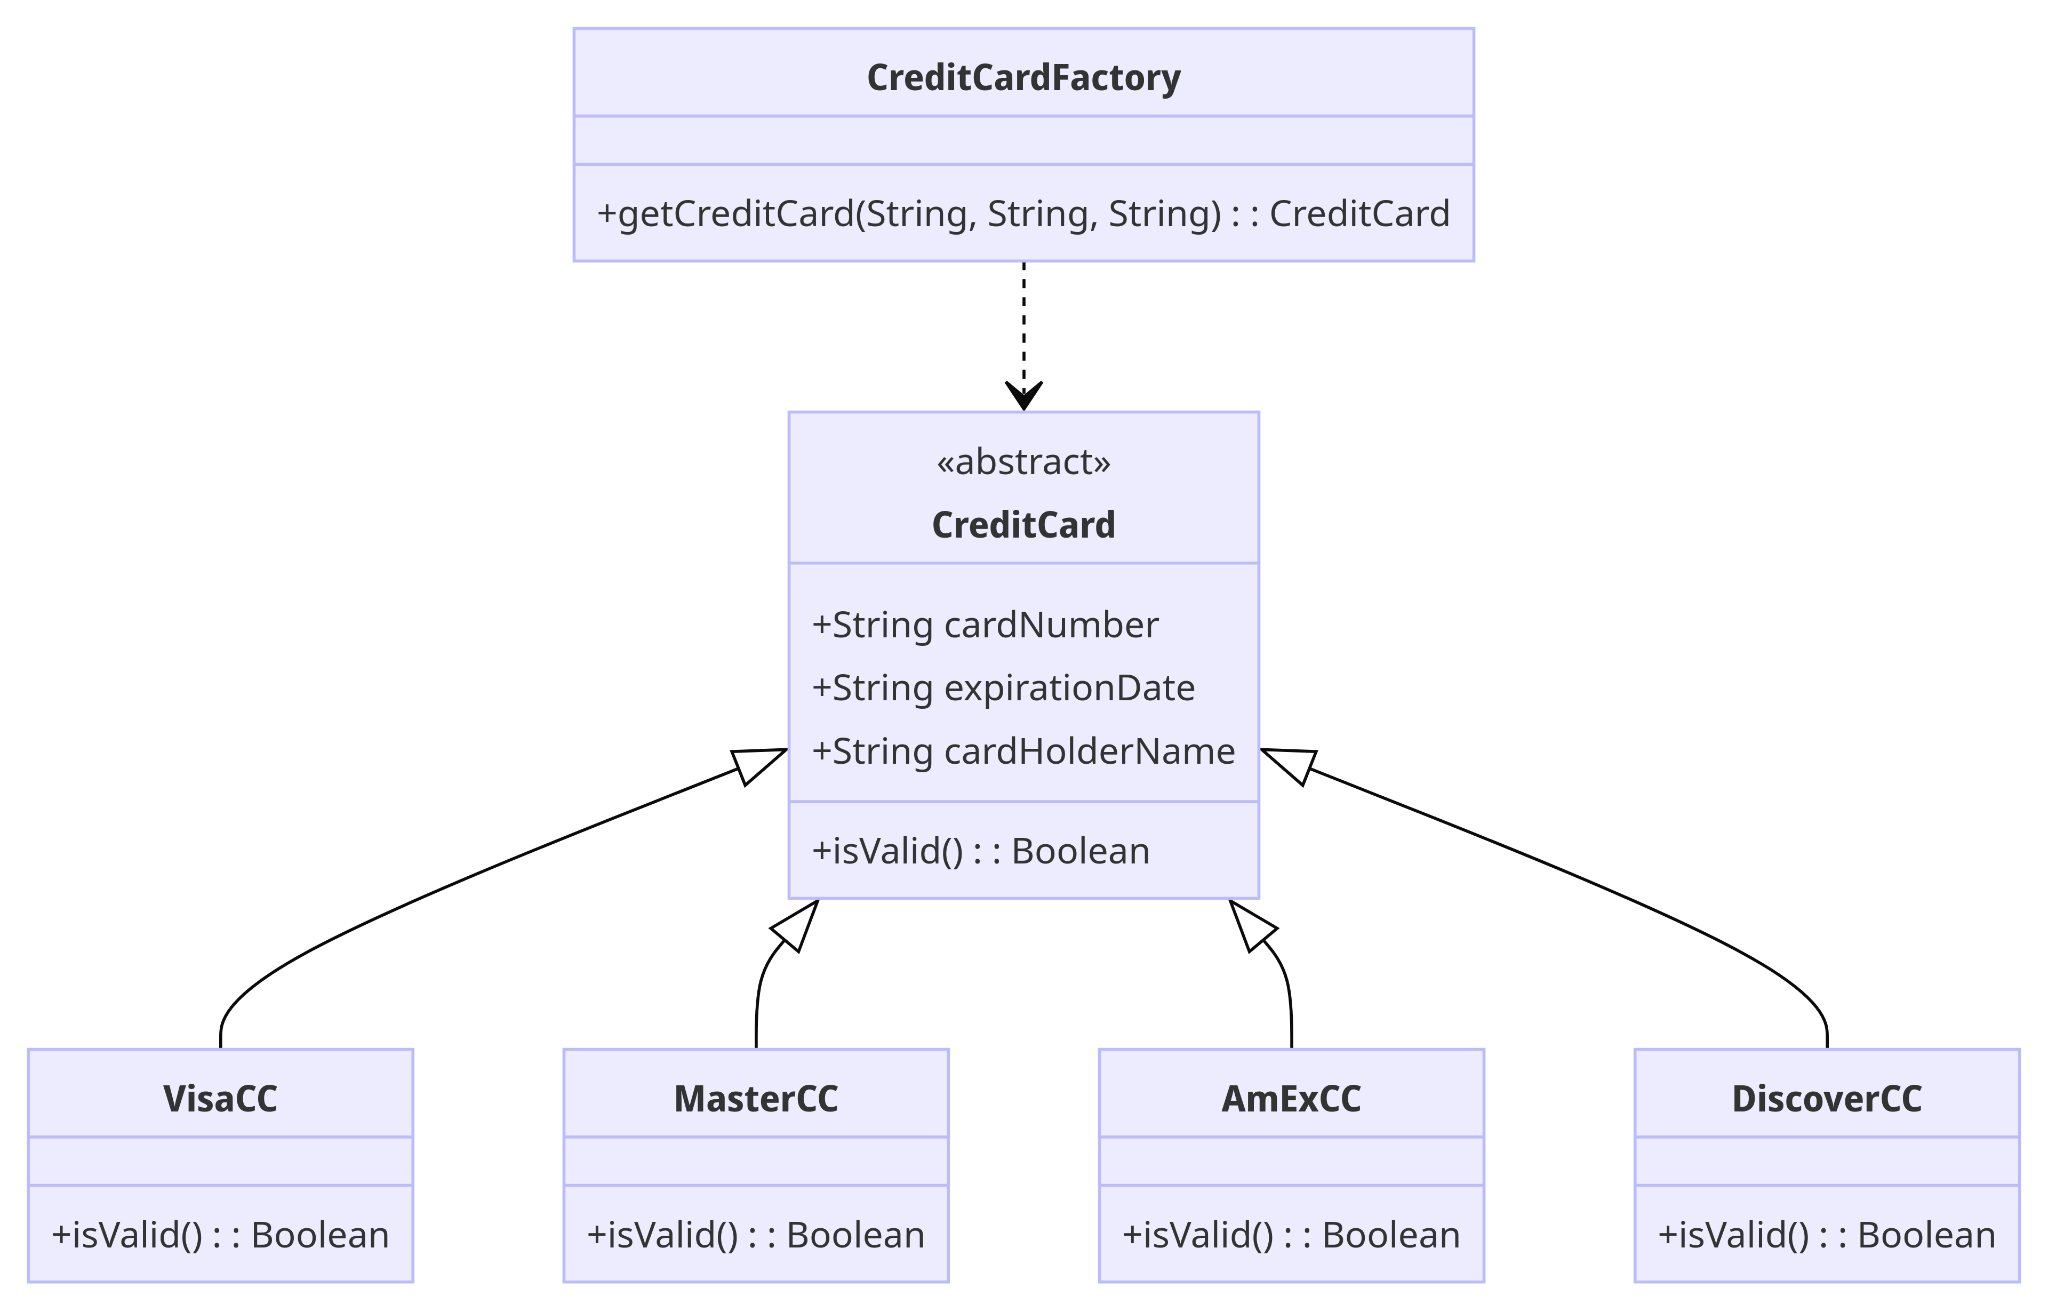 CreditCardFactory
+getCreditCard(String, String, String) : : CreditCard
«abstract»
CreditCard
+String cardNumber
+String expirationDate
+String cardHolderName
+isValid() : : Boolean
VisaCC
+isValid() : : Boolean
MasterCC
+isValid() : : Boolean
AmExCC
+isValid() : : Boolean
DiscoverCC
+isValid() : : Boolean